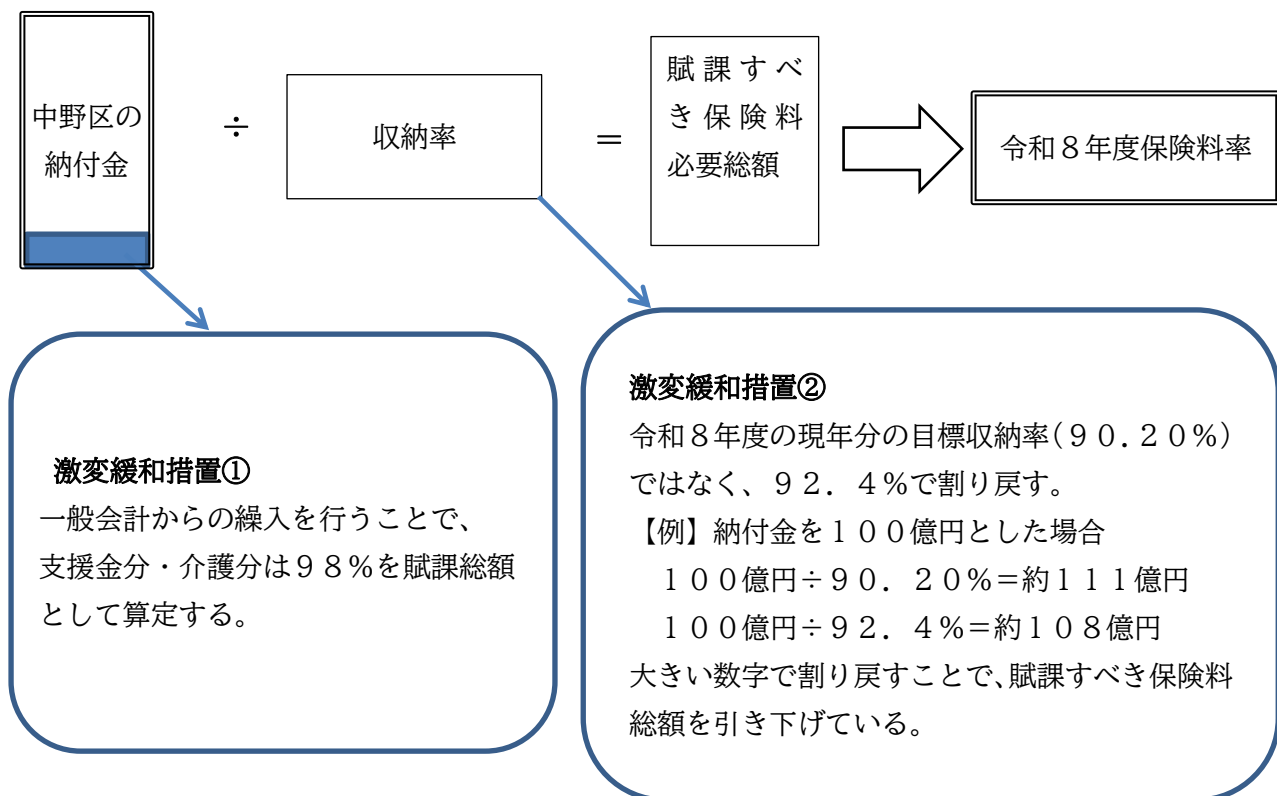 中野区の
納付金
÷
収納率
＝
賦課すべ
き保険料
必要総額
令和８年度保険料率
激変緩和措置①
一般会計からの繰入を行うことで、
支援金分・介護分は９８％を賦課総額
として算定する。
激変緩和措置②
令和８年度の現年分の目標収納率（９０．２０％）
ではなく、９２．４％で割り戻す。
【例】納付金を１００億円とした場合
１００億円÷９０．２０％＝約１１１億円
１００億円÷９２．４％＝約１０８億円
大きい数字で割り戻すことで、賦課すべき保険料
総額を引き下げている。